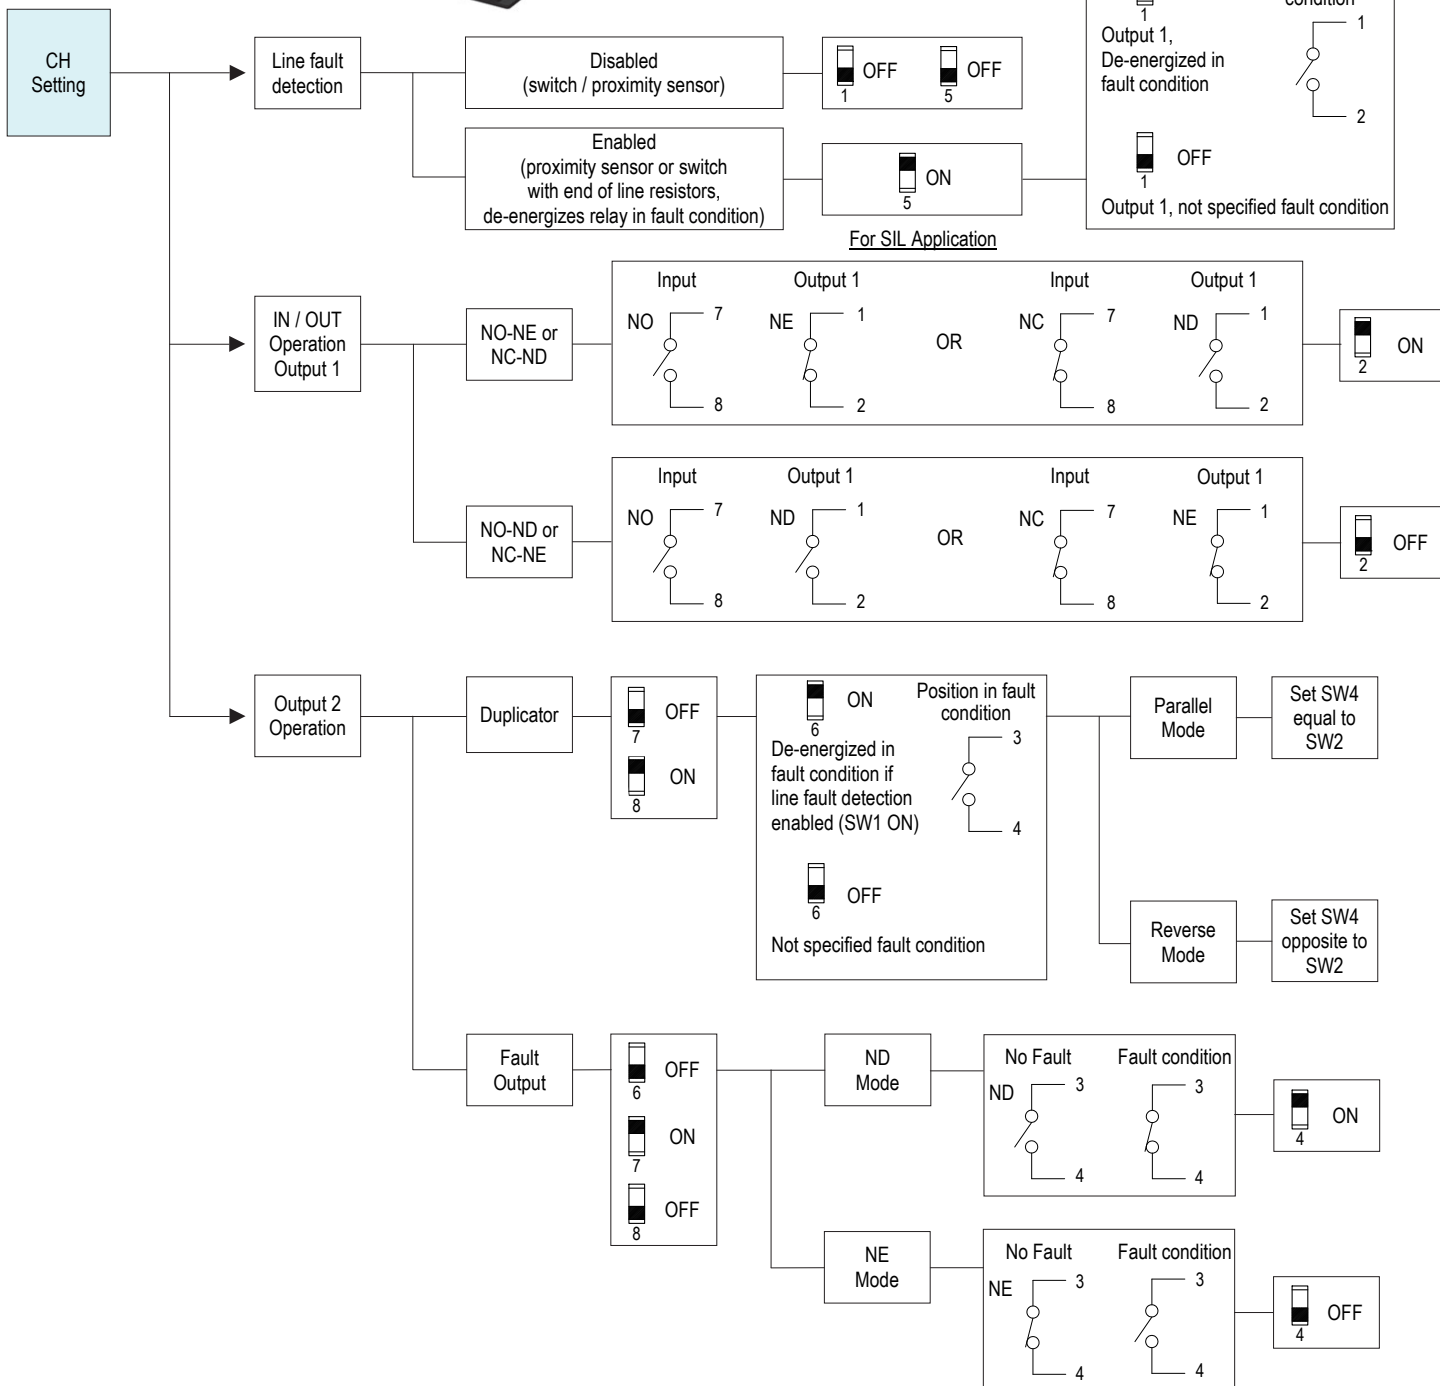 condition
1
Output 1,
De-energized in
fault condition
1
2
OFF
1
Output 1, not specified fault condition
CH
Setting
Line fault
detection
Disabled
(switch / proximity sensor)
OFF
1
OFF
5
Enabled
(proximity sensor or switch
with end of line resistors,
de-energizes relay in fault condition)
ON
5
For SIL Application
IN / OUT
Operation
Output 1
NO-NE or
NC-ND
Input
NO
7
8
Output 1
NE
1
2
OR
Input
NC
7
8
Output 1
ND
1
2
ON
2
NO-ND or
NC-NE
Input
NO
7
8
Output 1
ND
1
2
OR
Input
NC
7
8
Output 1
NE
1
2
OFF
2
Output 2
Operation
Duplicator
OFF
7
ON
8
ON
6
De-energized in
fault condition if
line fault detection
enabled (SW1 ON)
Position in fault
condition
3
4
OFF
6
Not specified fault condition
Parallel
Mode
Set SW4
equal to
SW2
Reverse
Mode
Set SW4
opposite to
SW2
Fault
Output
OFF
6
ON
7
OFF
8
ND
Mode
No Fault
ND
3
4
Fault condition
3
4
ON
4
NE
Mode
No Fault
NE
3
4
Fault condition
3
4
OFF
4